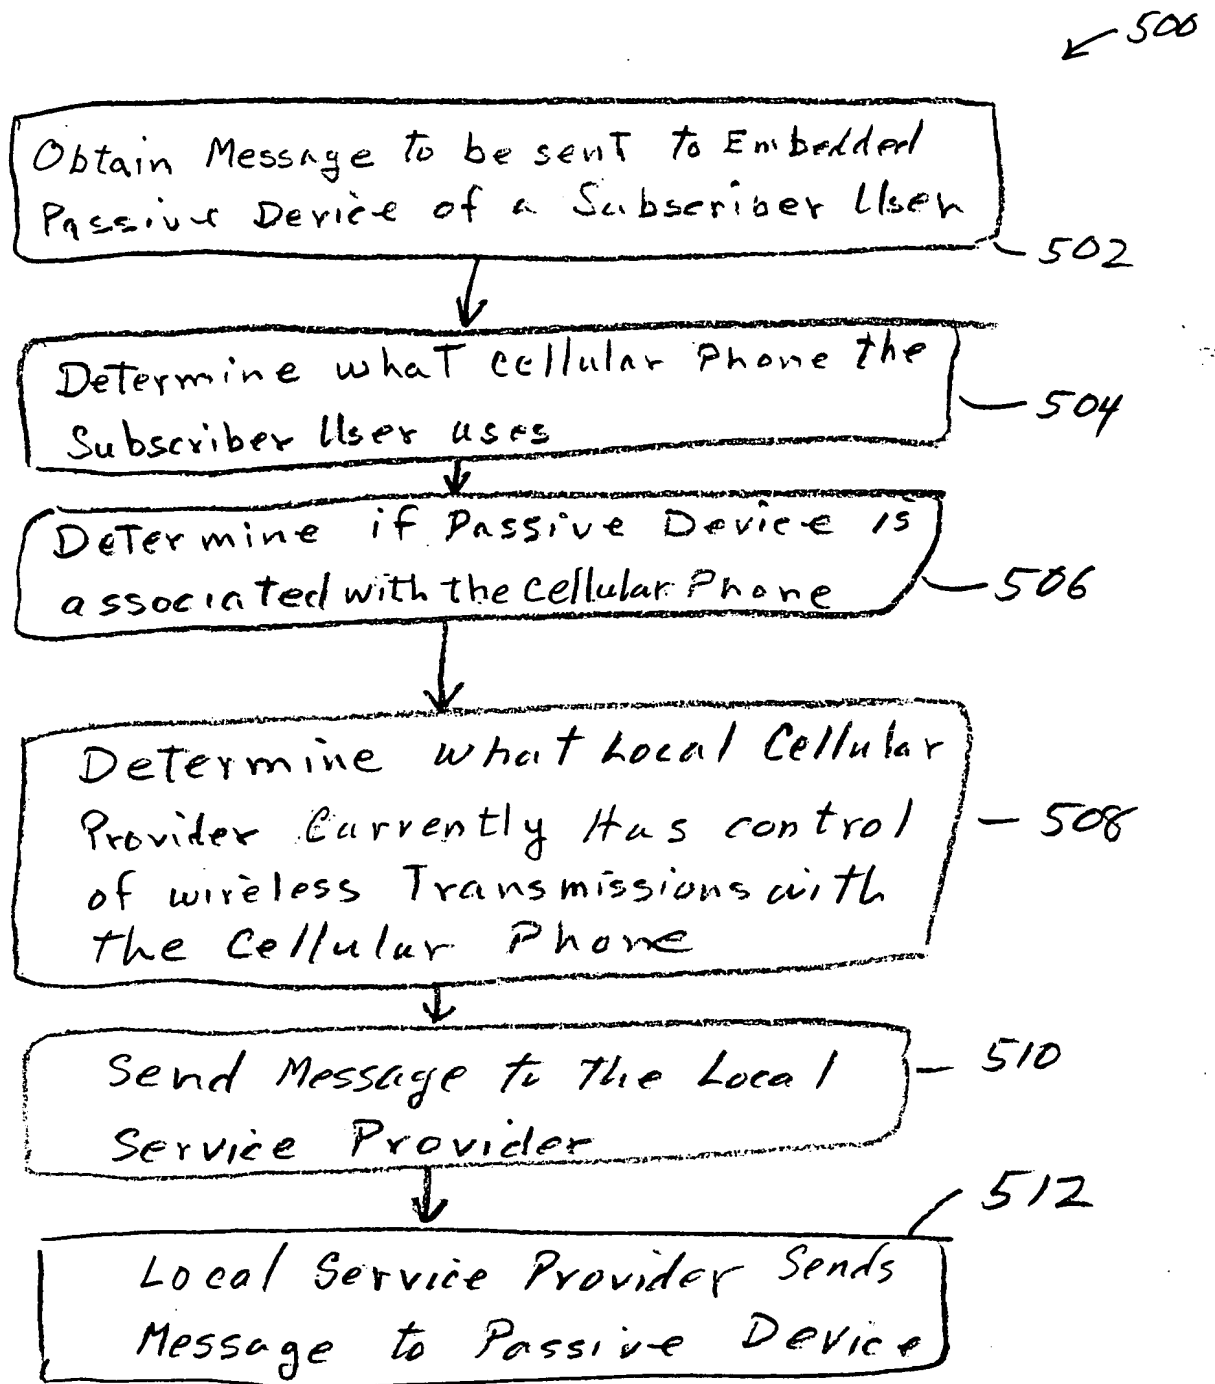 500
Obtain Message to be sent to Embedded
Passive Device of a Subscriber User
502
Determine what Cellular Phone the
Subscriber User uses
504
Determine if Passive Device is
associated with the Cellular Phone
506
Determine what Local Cellular
Provider Currently Has control
of wireless Transmissions with
the Cellular Phone
508
Send Message to the Local
Service Provider
510
512
Local Service Provider Sends
Message to Passive Device